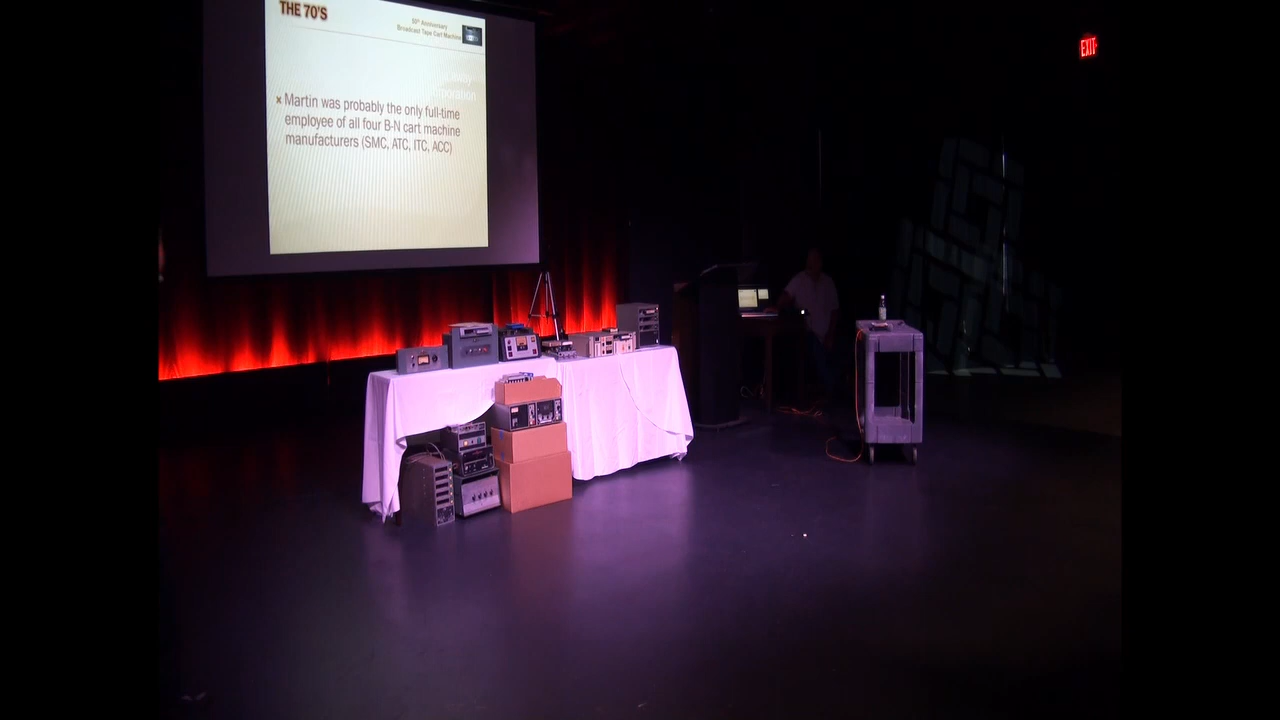 THE 70'S
50th Anniversary
Broadcast Tape Cart Machine
× Martin was probably the only full-time
employee of all four B-N cart machine
manufacturers (SMC, ATC, ITC, ACC)
EXIT